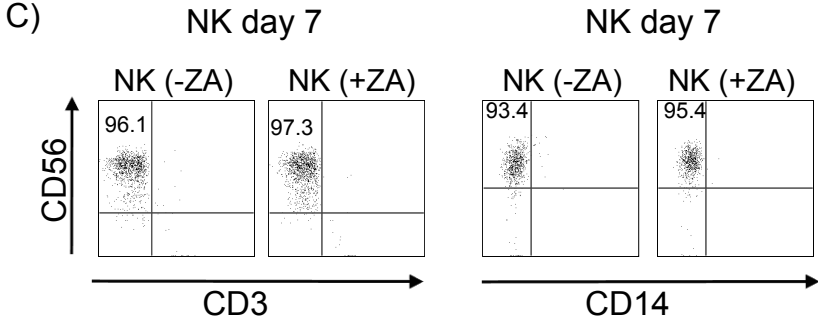 C)
NK day 7
NK day 7
NK (-ZA)
NK (+ZA)
NK (-ZA)
NK (+ZA)
96.1
97.3
93.4
95.4
CD56
CD3
CD14